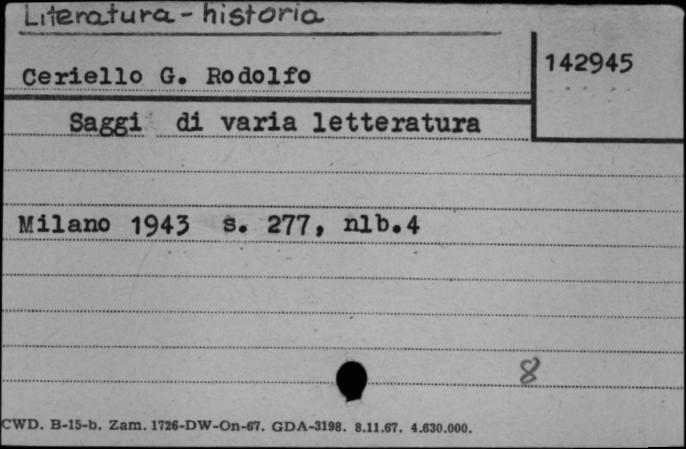 Literatura - historia
Ceriello G. Rodolfo
142945
Saggi di varia letteratura
Milano 1943 s. 277, nlb.4
8
CWD. B-15-b. Zam. 1726-DW-On-67. GDA-3198. 8.11.67. 4.630.000.